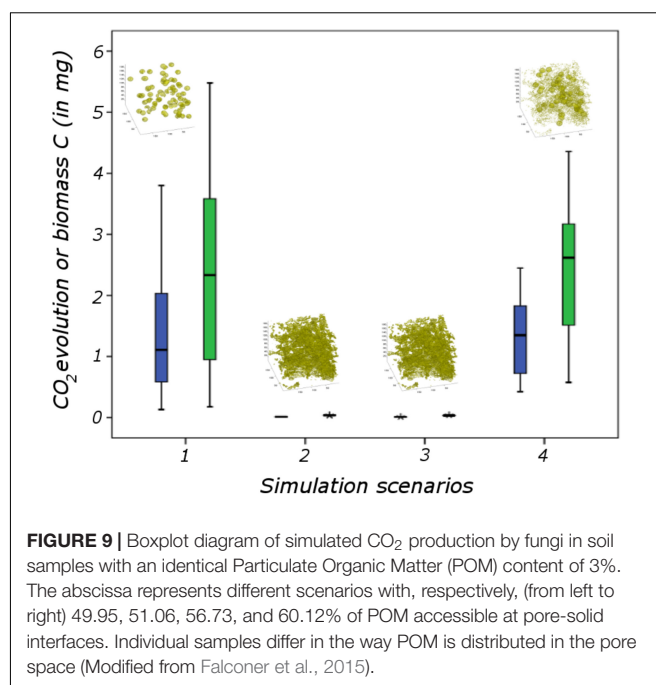 6
5
4
3
2
1
0
CO2 evolution or biomass C (in mg)
1 2 3 4
Simulation scenarios
FIGURE 9 | Boxplot diagram of simulated CO2 production by fungi in soil
samples with an identical Particulate Organic Matter (POM) content of 3%.
The abscissa represents different scenarios with, respectively, (from left to
right) 49.95, 51.06, 56.73, and 60.12% of POM accessible at pore-solid
interfaces. Individual samples differ in the way POM is distributed in the pore
space (Modified from Falconer et al., 2015).